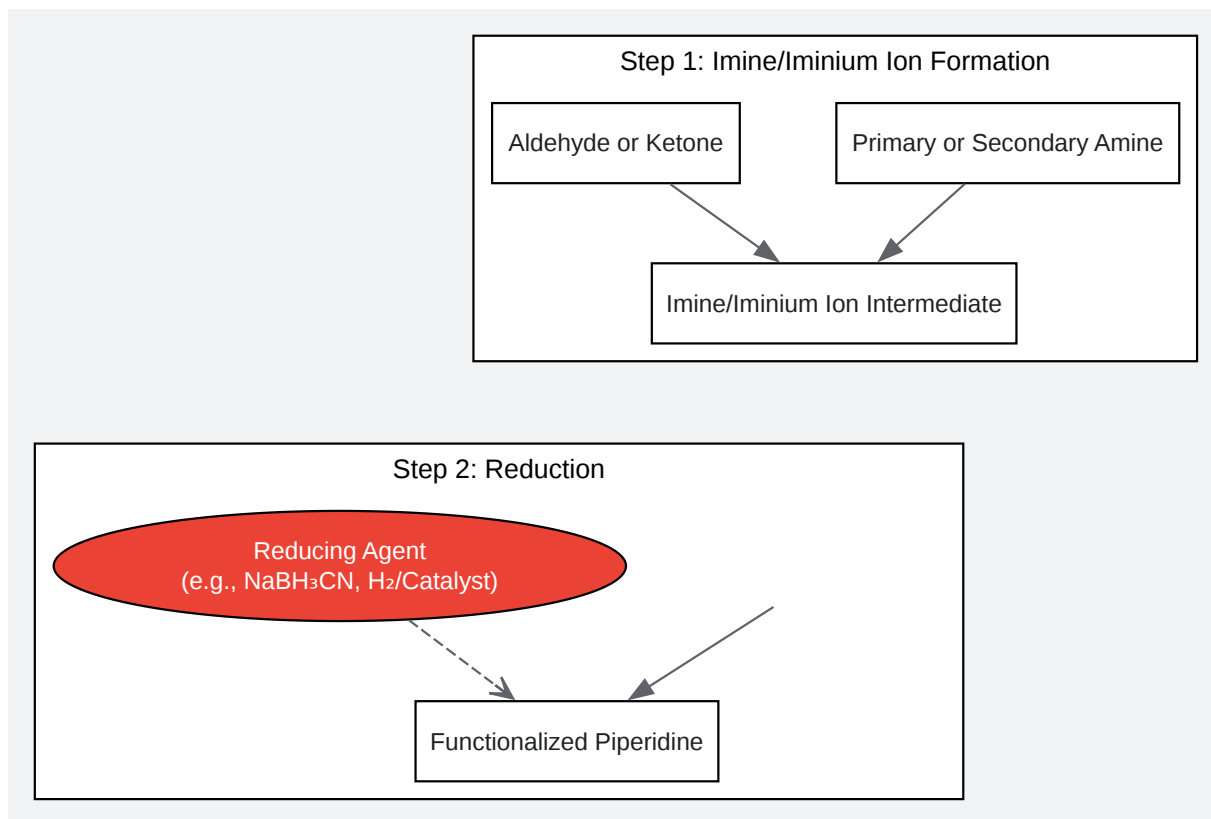 Step 1: Imine/Iminium Ion Formation
Aldehyde or Ketone
Primary or Secondary Amine
Imine/Iminium Ion Intermediate
Step 2: Reduction
Reducing Agent
(e.g., NaBH₃CN, H₂/Catalyst)
Functionalized Piperidine